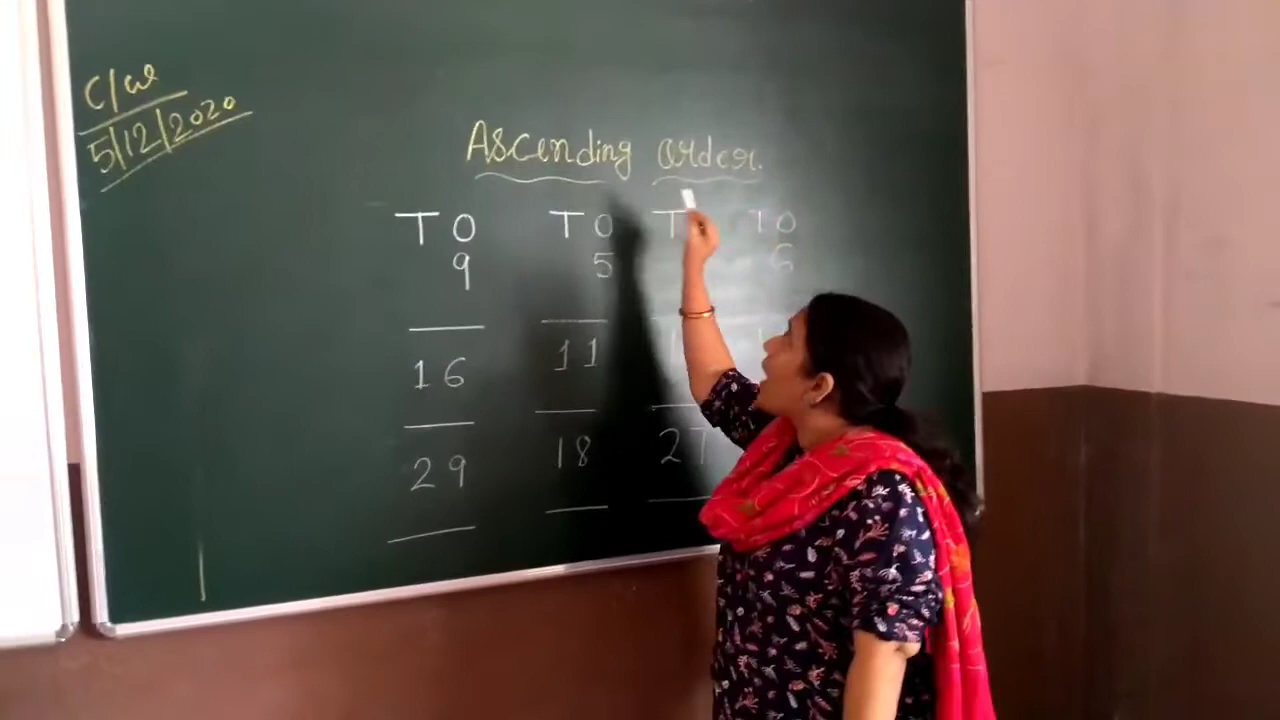 C/w
5/12/2020
Ascending order.
T O T O T T O
9 5 6
16 11
29 18 27